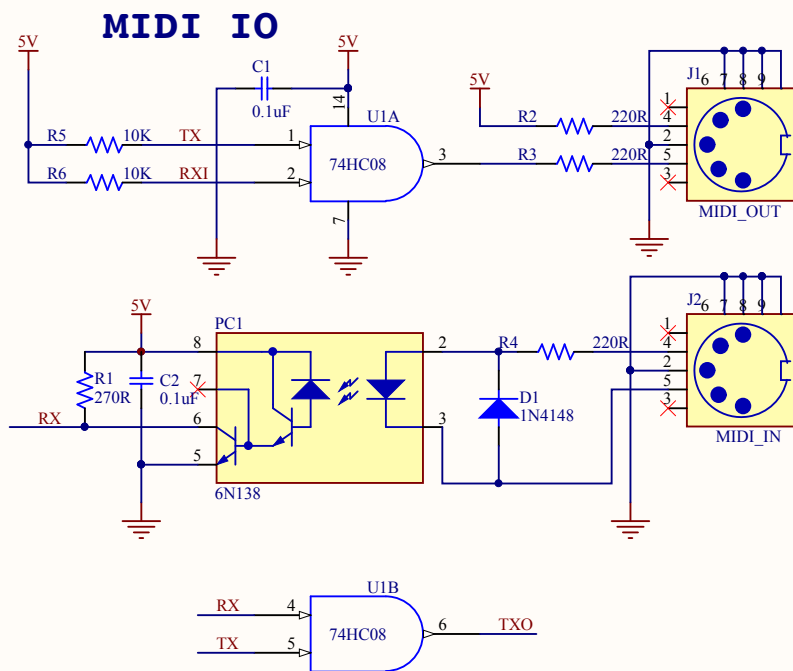 MIDI IO
5V
5V
C1
0.1uF
14
U1A
R5 10K TX 1
R6 10K RXI 2
74HC08
3
7
5V
R2 220R
R3 220R
J1
6 7 8 9
1
4
2
5
3
MIDI_OUT
5V
PC1
8
7
6
5
R1
270R
C2
0.1uF
RX
6N138
2
3
R4 220R
D1
1N4148
J2
6 7 8 9
1
4
2
5
3
MIDI_IN
U1B
RX 4
TX 5
74HC08
6 TXO